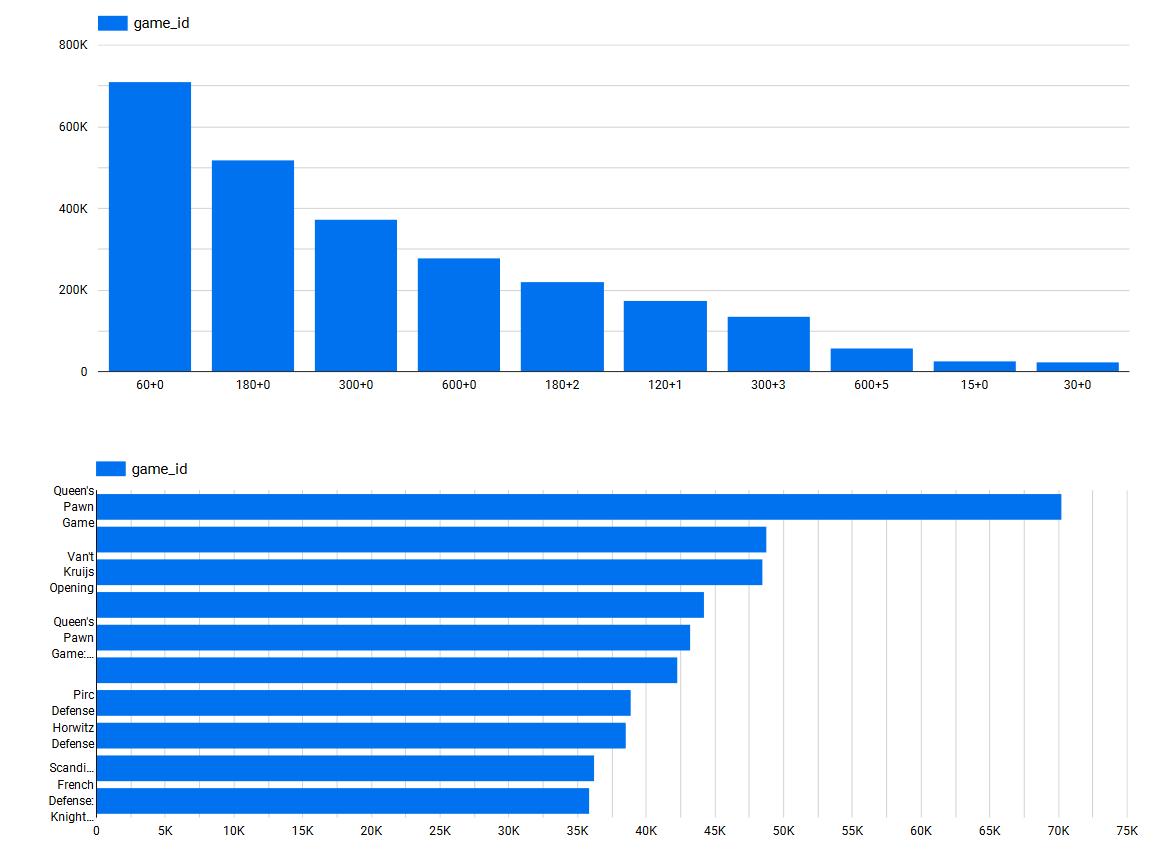 game_id
800K
600K
400K
200K
0
60+0 180+0 300+0 600+0 180+2 120+1 300+3 600+5 15+0 30+0
game_id
Queen's
Pawn
Game
Van't
Kruijs
Opening
Queen's
Pawn
Game:...
Pirc
Defense
Horwitz
Defense
Scandi...
French
Defense:
Knight...
0 5K 10K 15K 20K 25K 30K 35K 40K 45K 50K 55K 60K 65K 70K 75K